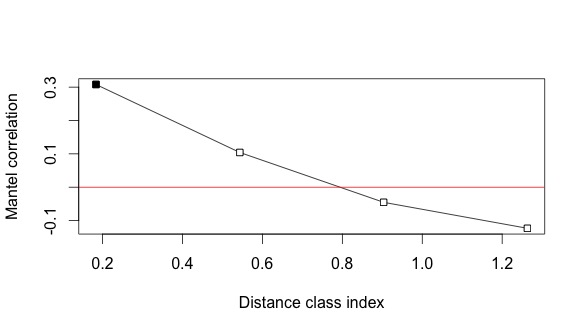 Mantel correlation
0.3
0.1
-0.1
0.2 0.4 0.6 0.8 1.0 1.2
Distance class index